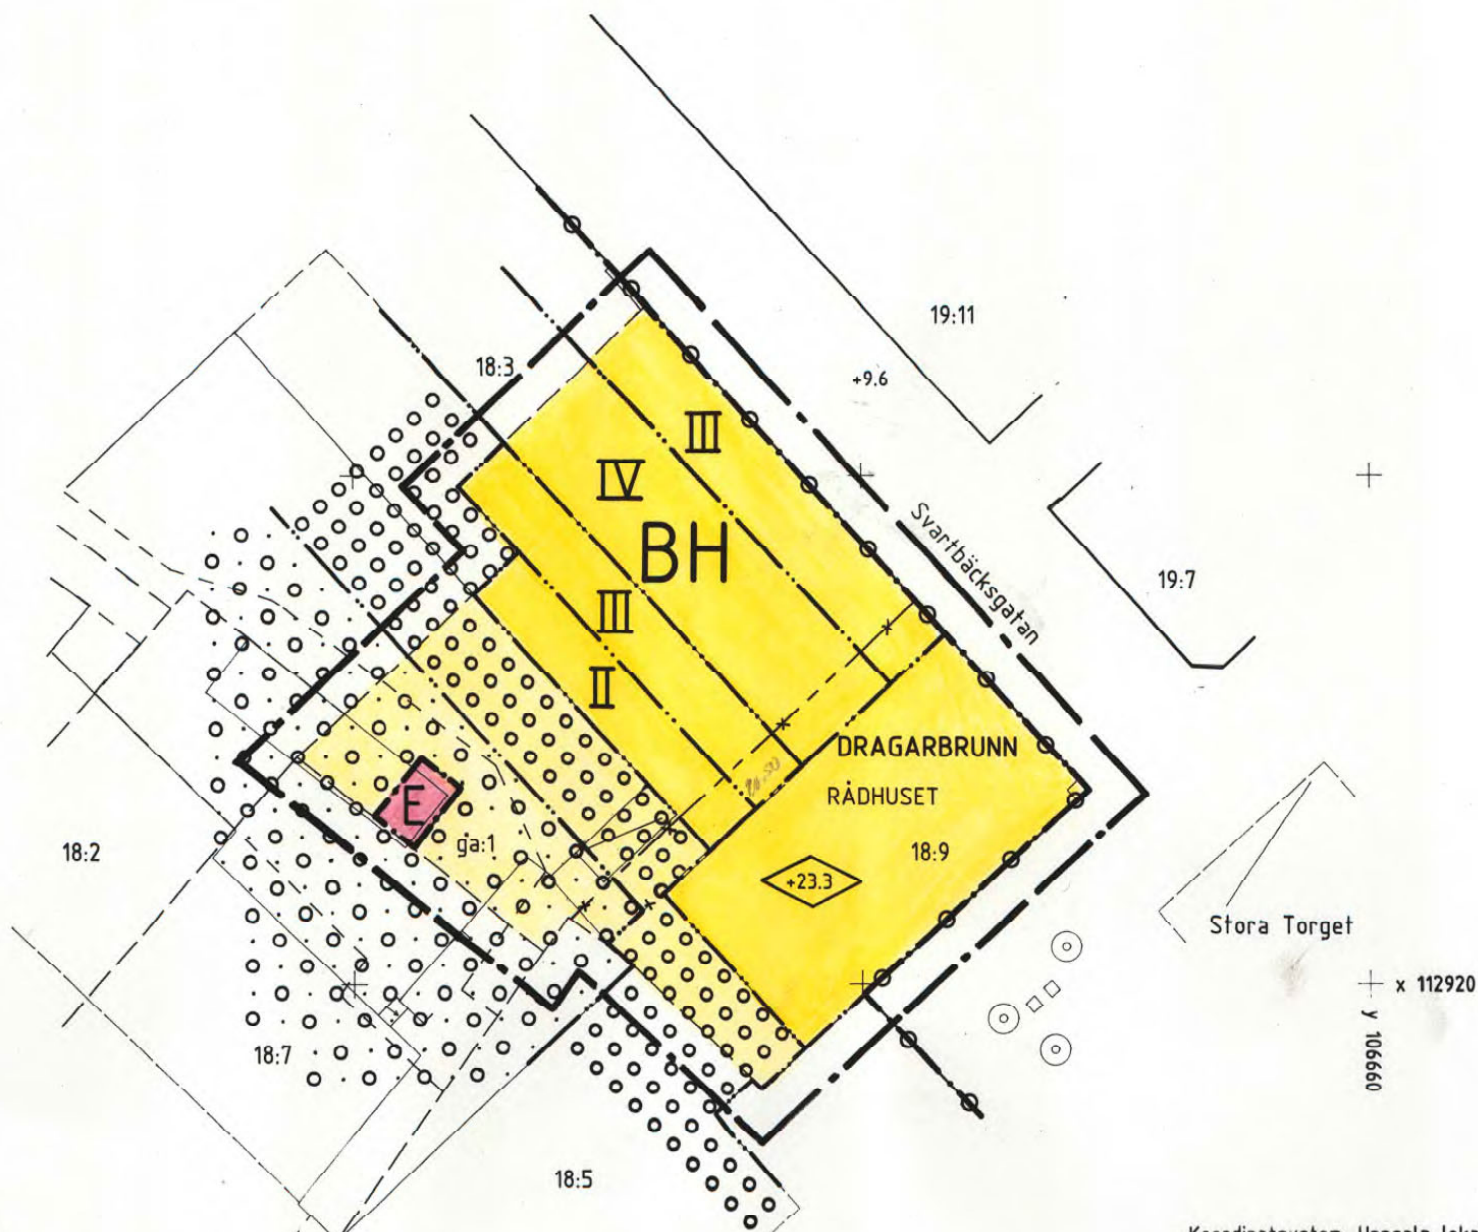 19:11
18:3
+9.6
III
IV
BH
Svartbäcksgatan
19:7
III
II
DRAGARBRUNN
RÅDHUSET
E
ga:1
18:2
18:9
+23.3
Stora Torget
x 112920
y 106660
18:7
18:5